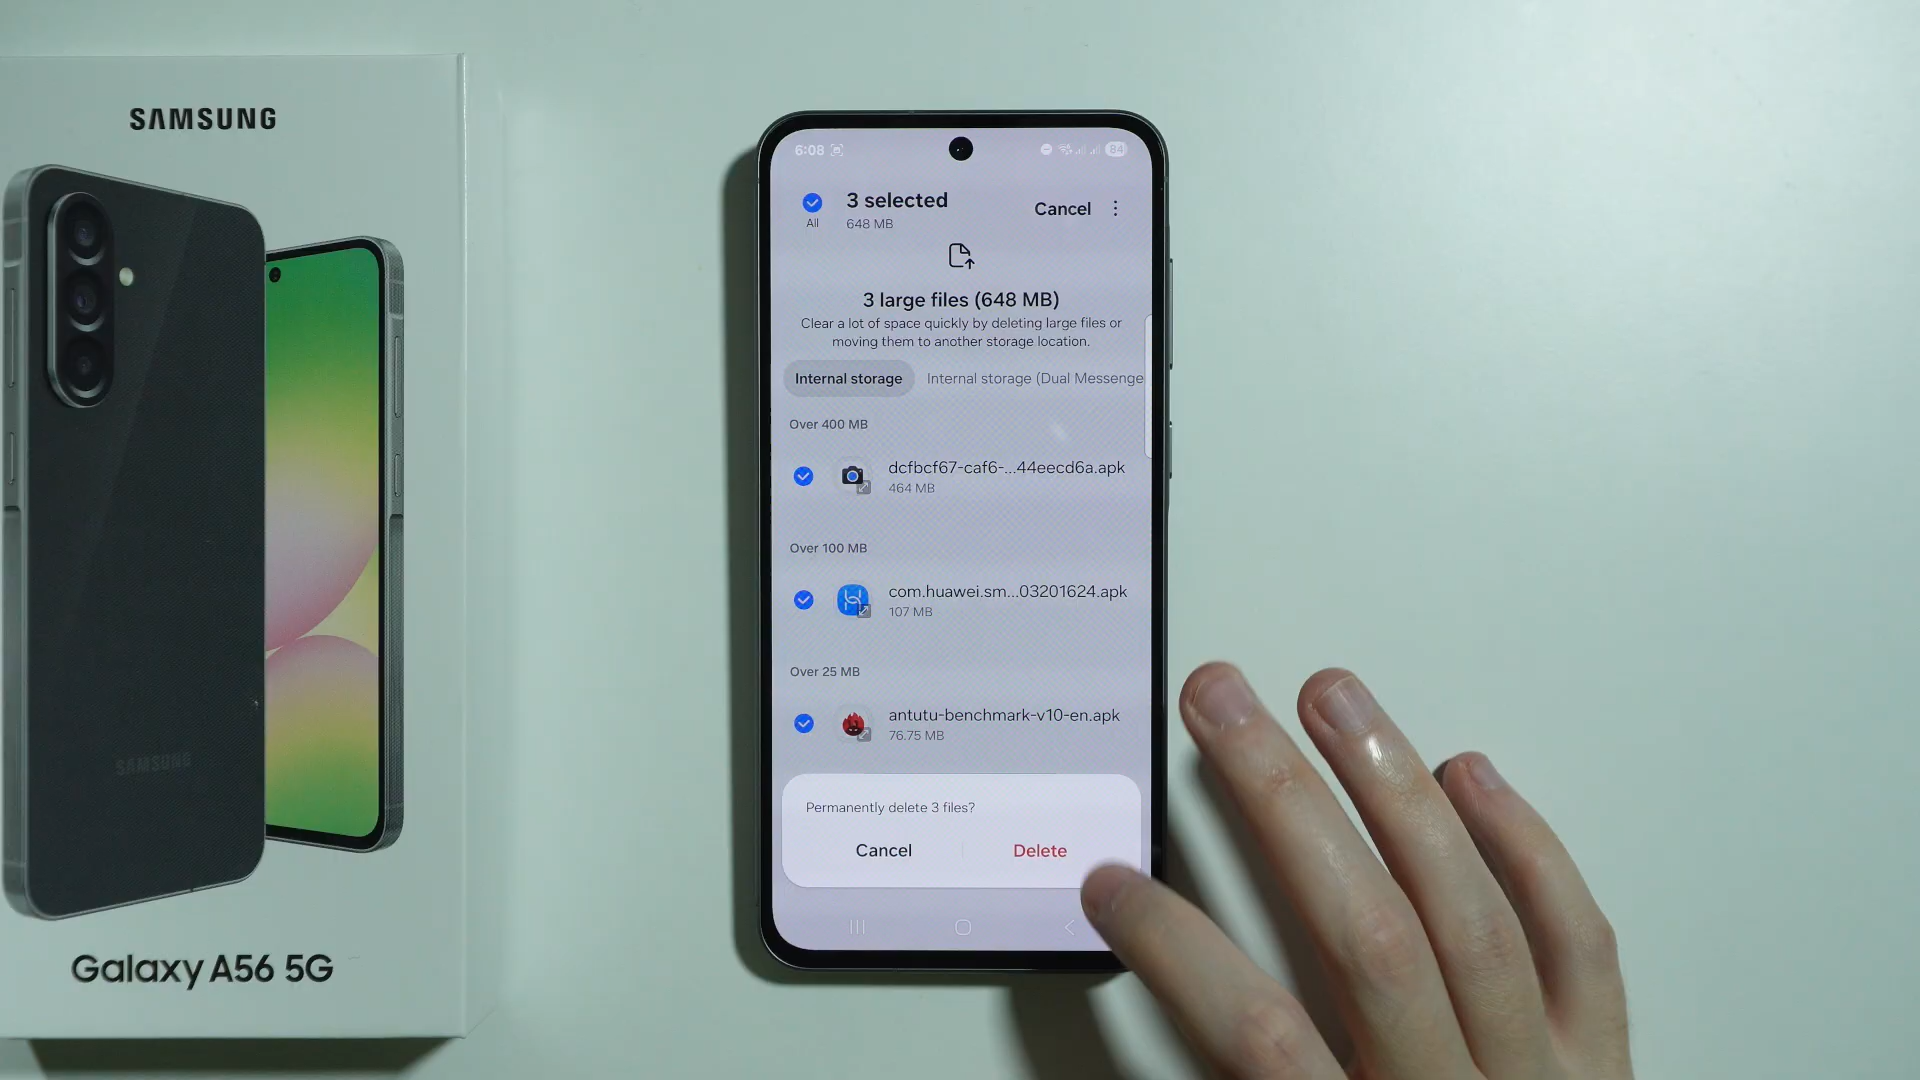 SAMSUNG
SAMSUNG
Galaxy A56 5G
6:08
84
3 selected
Cancel
All
648 MB
3 large files (648 MB)
Clear a lot of space quickly by deleting large files or
moving them to another storage location.
Internal storage
Internal storage (Dual Messenge
Over 400 MB
dcfbcf67-caf6-...44eecd6a.apk
464 MB
Over 100 MB
com.huawei.sm...03201624.apk
107 MB
Over 25 MB
antutu-benchmark-v10-en.apk
76.75 MB
Permanently delete 3 files?
Cancel
Delete